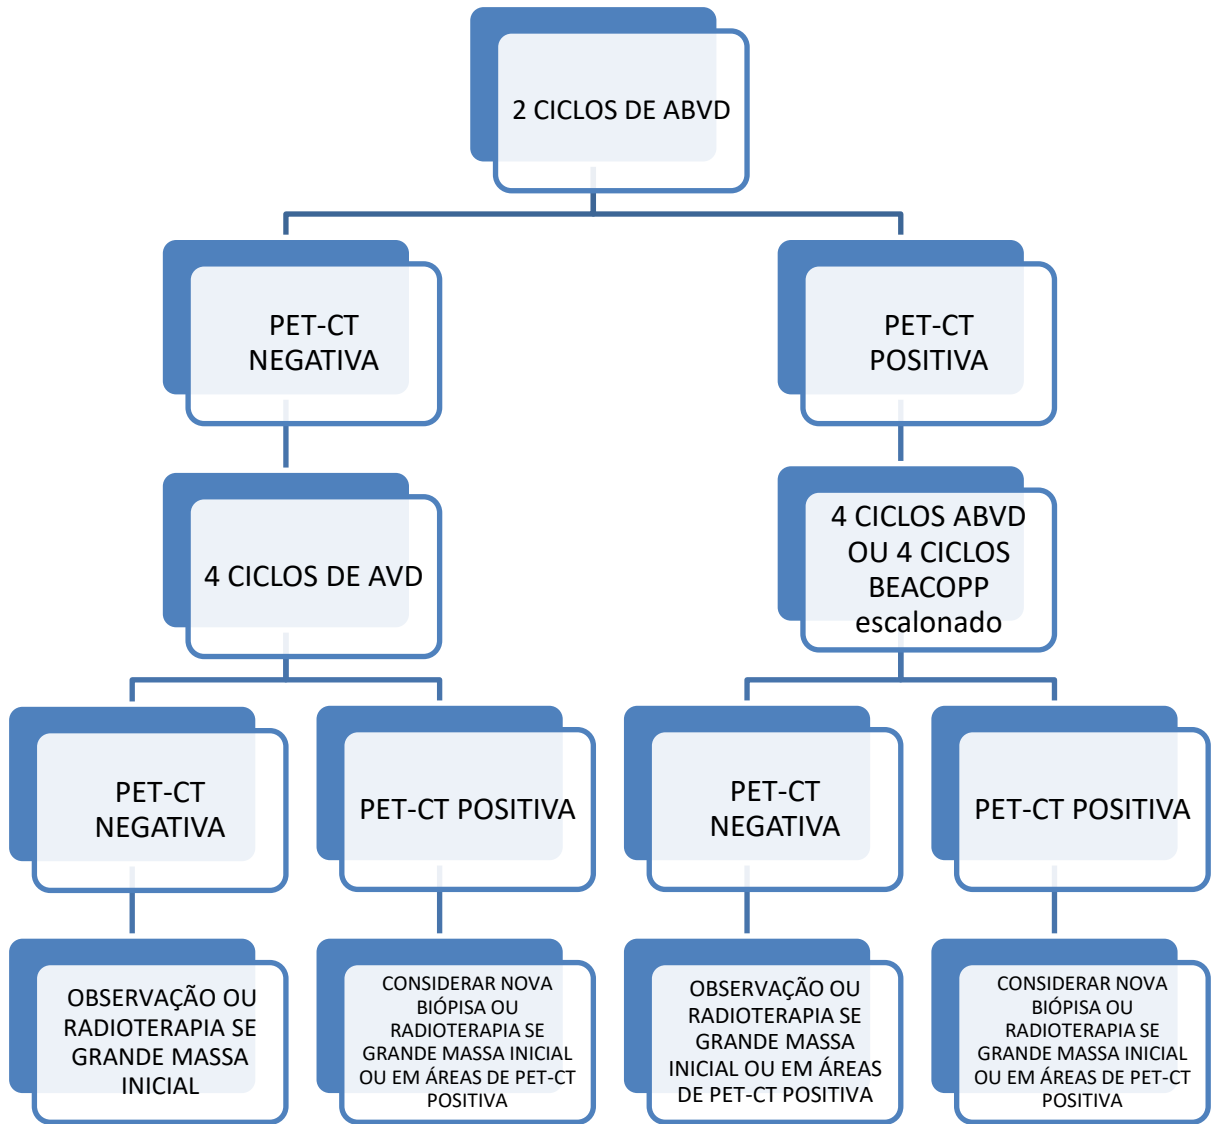 2 CICLOS DE ABVD
PET-CT
NEGATIVA
PET-CT
POSITIVA
4 CICLOS DE AVD
4 CICLOS ABVD
OU 4 CICLOS
BEACOPP
escalonado
PET-CT
NEGATIVA
PET-CT POSITIVA
PET-CT
NEGATIVA
PET-CT POSITIVA
OBSERVAÇÃO OU
RADIOTERAPIA SE
GRANDE MASSA
INICIAL
CONSIDERAR NOVA
BIÓPISA OU
RADIOTERAPIA SE
GRANDE MASSA INICIAL
OU EM ÁREAS DE PET-CT
POSITIVA
OBSERVAÇÃO OU
RADIOTERAPIA SE
GRANDE MASSA
INICIAL OU EM ÁREAS
DE PET-CT POSITIVA
CONSIDERAR NOVA
BIÓPISA OU
RADIOTERAPIA SE
GRANDE MASSA INICIAL
OU EM ÁREAS DE PET-CT
POSITIVA